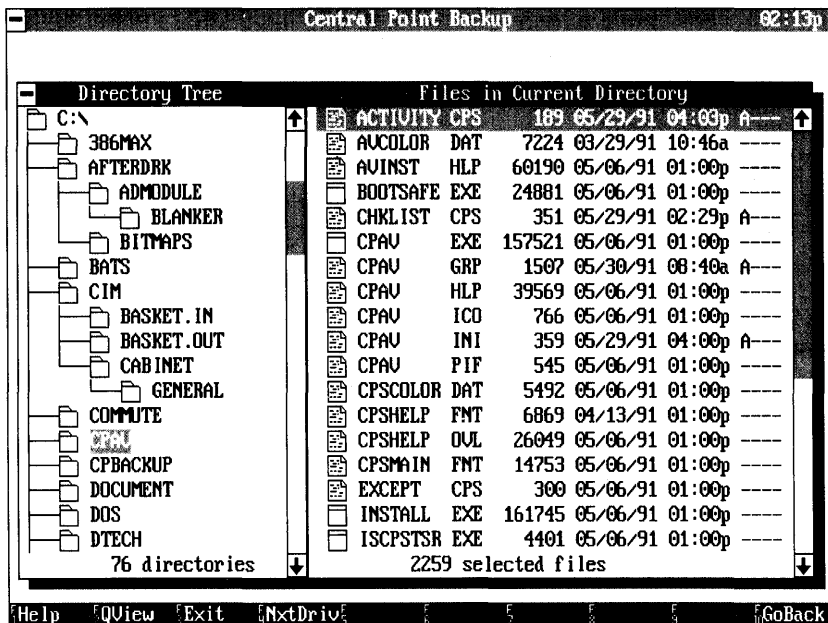 Central Point Backup 02:13p
Directory Tree
C:\
386MAX
AFTERDRK
ADMODULE
BLANKER
BITMAPS
BATS
CIM
BASKET.IN
BASKET.OUT
CABINET
GENERAL
COMMUTE
CPAV
CPBACKUP
DOCUMENT
DOS
DTECH
76 directories
Files in Current Directory
ACTIVITY CPS 189 05/29/91 04:03p A---
AVCOLOR DAT 7224 03/29/91 10:46a ----
AVINST HLP 60190 05/06/91 01:00p ----
BOOTSAFE EXE 24881 05/06/91 01:00p ----
CHKLIST CPS 351 05/29/91 02:29p A---
CPAV EXE 157521 05/06/91 01:00p ----
CPAV GRP 1507 05/30/91 08:40a A---
CPAV HLP 39569 05/06/91 01:00p ----
CPAV ICO 766 05/06/91 01:00p ----
CPAV INI 359 05/29/91 04:00p A---
CPAV PIF 545 05/06/91 01:00p ----
CPSCOLOR DAT 5492 05/06/91 01:00p ----
CPSHELP FNT 6869 04/13/91 01:00p ----
CPSHELP OVL 26049 05/06/91 01:00p ----
CPSMAIN FNT 14753 05/06/91 01:00p ----
EXCEPT CPS 300 05/06/91 01:00p ----
INSTALL EXE 161745 05/06/91 01:00p ----
ISCPSTSR EXE 4401 05/06/91 01:00p ----
2259 selected files
Help QView Exit NxtDriv GoBack